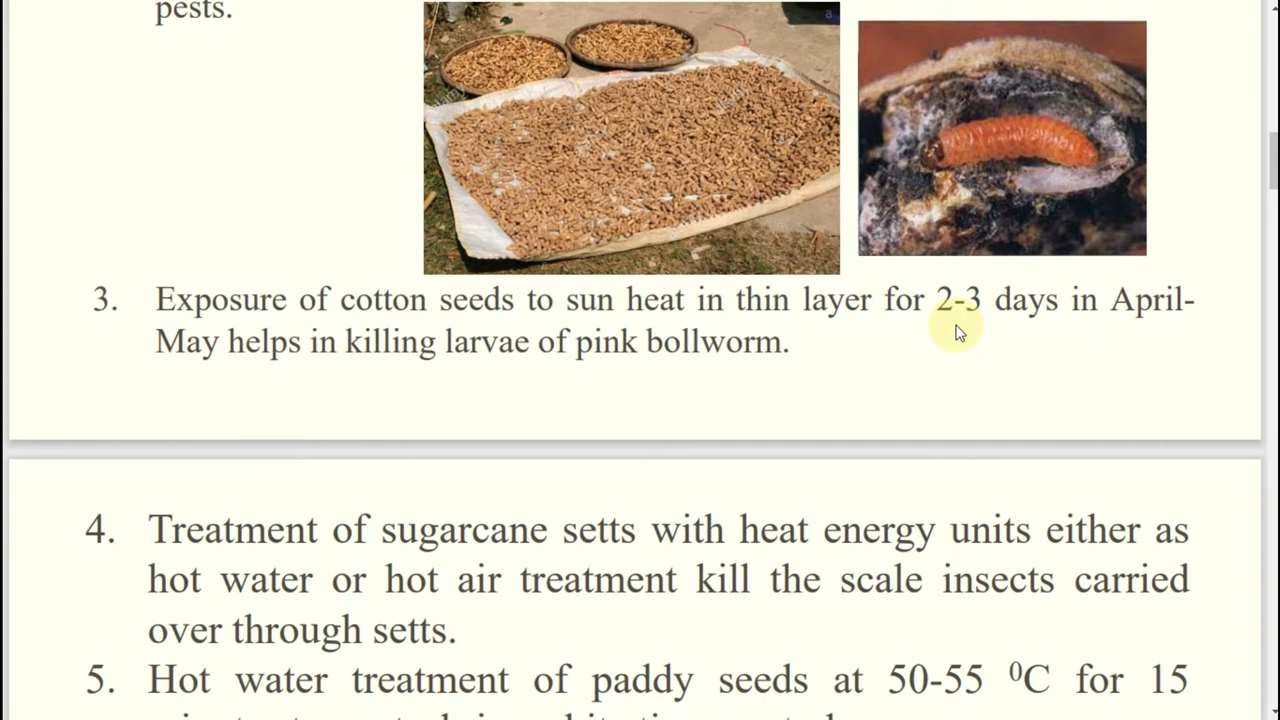 pests.
3. Exposure of cotton seeds to sun heat in thin layer for 2-3 days in April-
May helps in killing larvae of pink bollworm.
4. Treatment of sugarcane setts with heat energy units either as
hot water or hot air treatment kill the scale insects carried
over through setts.
5. Hot water treatment of paddy seeds at 50-55 ⁰C for 15